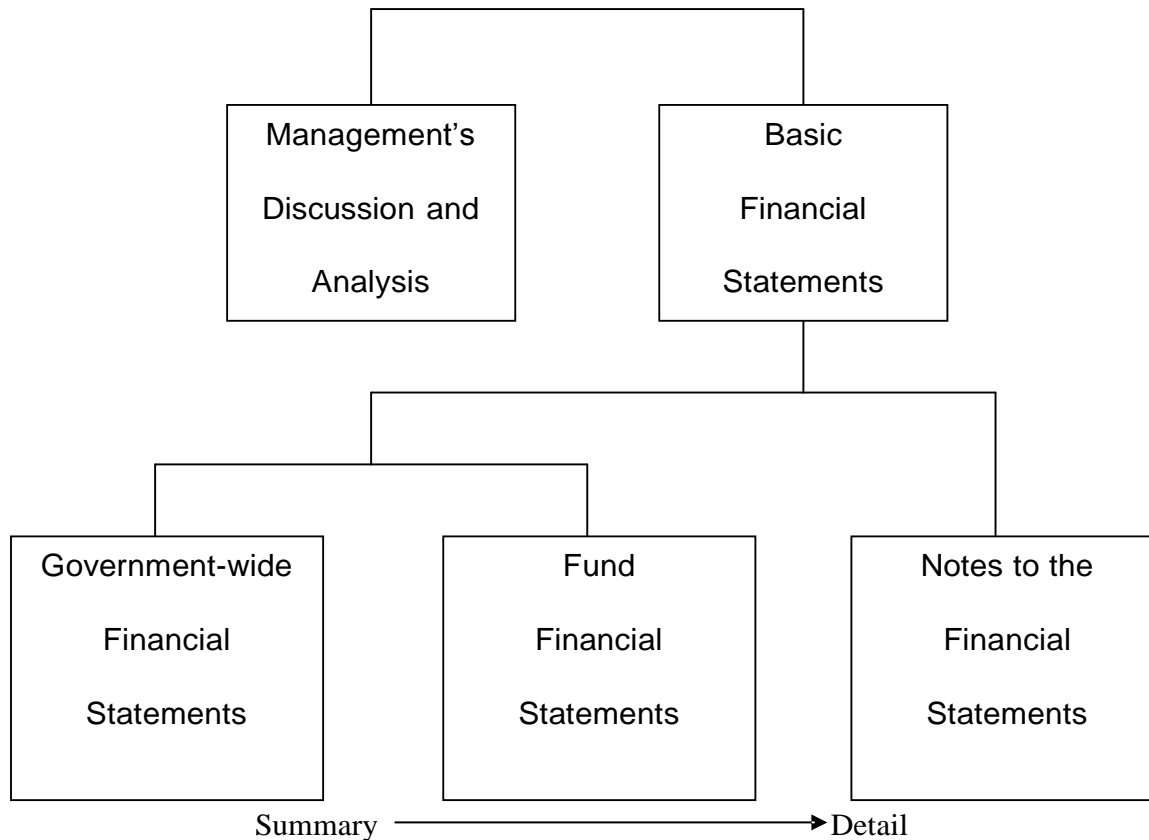 Management’s
Discussion and
Analysis
Basic
Financial
Statements
Government-wide
Financial
Statements
Fund
Financial
Statements
Notes to the
Financial
Statements
Summary
Detail